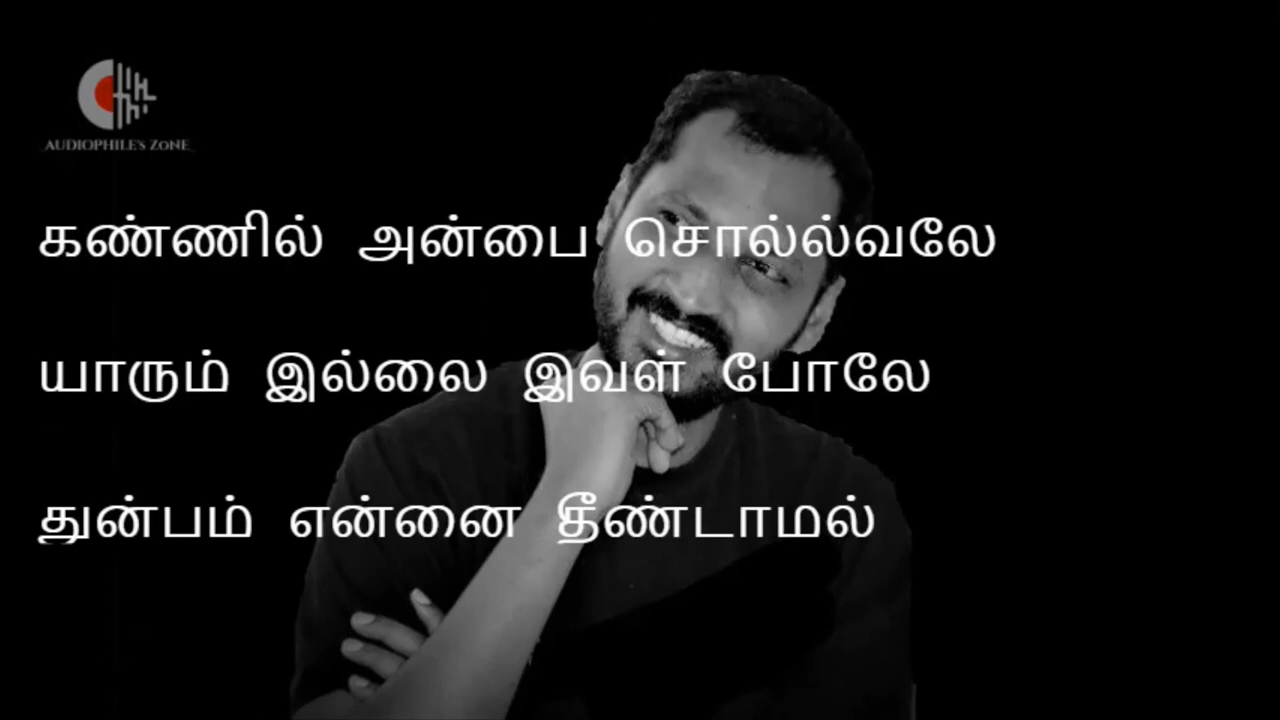 AUDIOPHILE's ZONE
கண்ணில் அன்பை சொல்ல்வலே
யாரும் இல்லை இவள் போலே
துன்பம் என்னை தீண்டாமல்